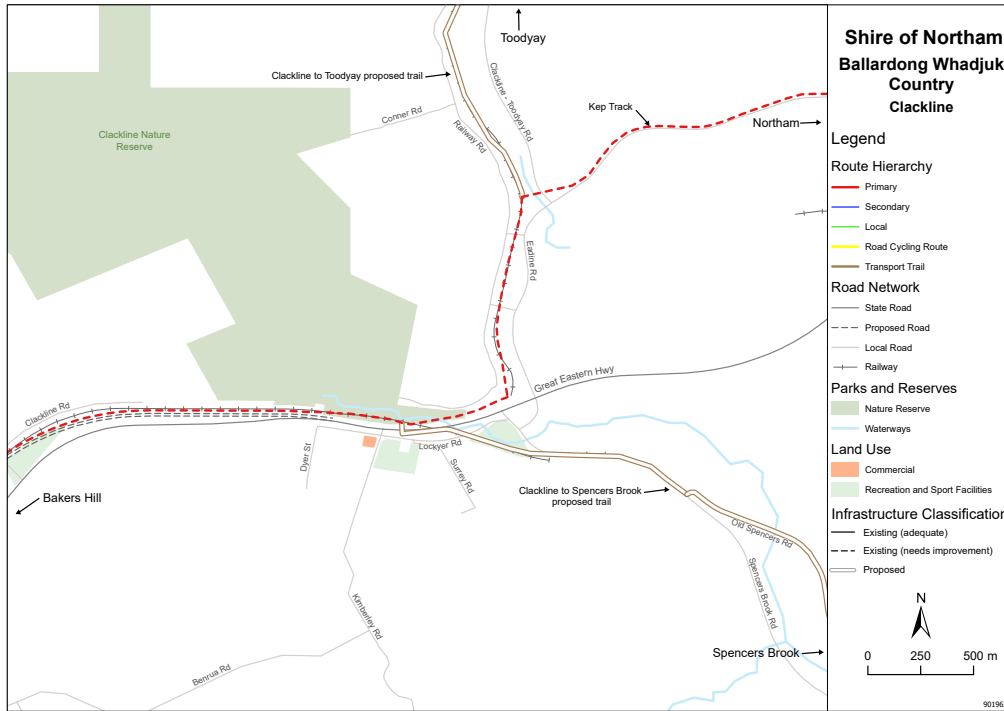 Toodyay
Clackline to Toodyay proposed trail
Clackline - Toodyay Rd
Conner Rd
Railway Rd
Kep Track
Northam
Clackline Nature
Reserve
Eadine Rd
Great Eastern Hwy
Clackline Rd
Lockyer Rd
Dyer St
Surrey Rd
Bakers Hill
Clackline to Spencers Brook
proposed trail
Old Spencers Rd
Spencers Brook Rd
Kimberley Rd
Benrua Rd
Spencers Brook
Shire of Northam
Ballardong Whadjuk
Country
Clackline
Legend
Route Hierarchy
Primary
Secondary
Local
Road Cycling Route
Transport Trail
Road Network
State Road
Proposed Road
Local Road
Railway
Parks and Reserves
Nature Reserve
Waterways
Land Use
Commercial
Recreation and Sport Facilities
Infrastructure Classification
Existing (adequate)
Existing (needs improvement)
Proposed
N
0 250 500 m
90196